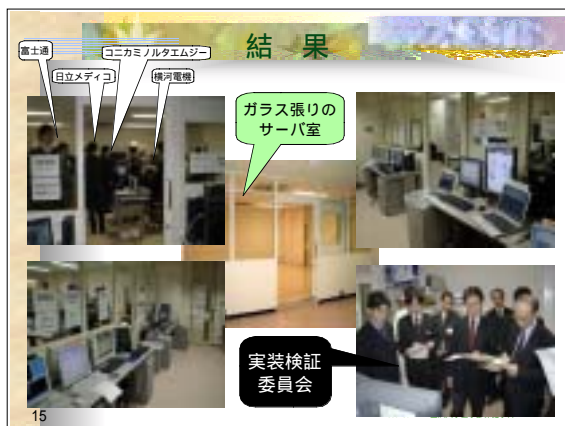 結 果
富士通
コニカミノルタエムジー
日立メディコ
横河電機
ガラス張りの
サーバ室
実装検証
委員会
15